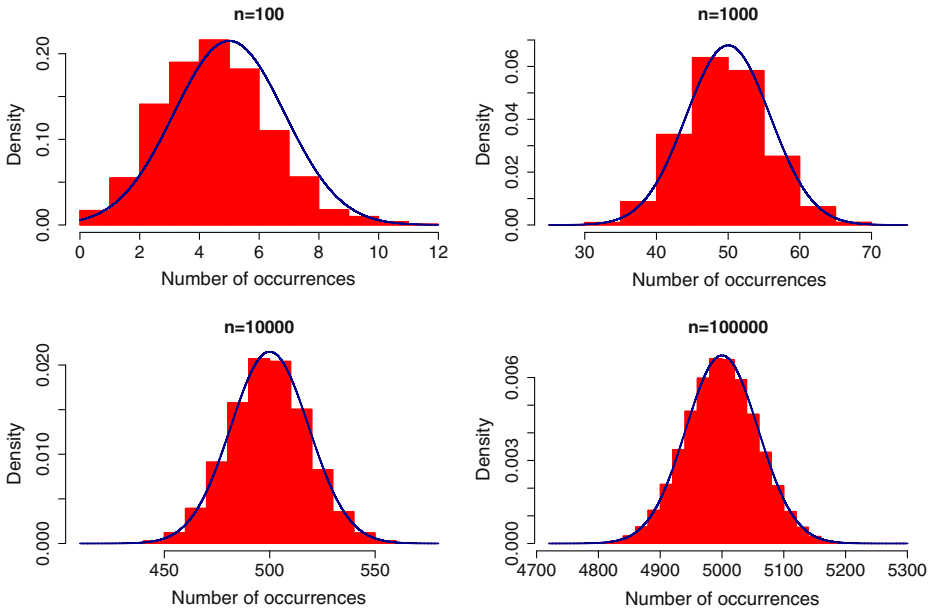 n=100
Density
0.20
0.10
0.00
0 2 4 6 8 10 12
Number of occurrences
n=1000
Density
0.06
0.04
0.02
0.00
30 40 50 60 70
Number of occurrences
n=10000
Density
0.020
0.010
0.000
450 500 550
Number of occurrences
n=100000
Density
0.006
0.003
0.000
4700 4800 4900 5000 5100 5200 5300
Number of occurrences